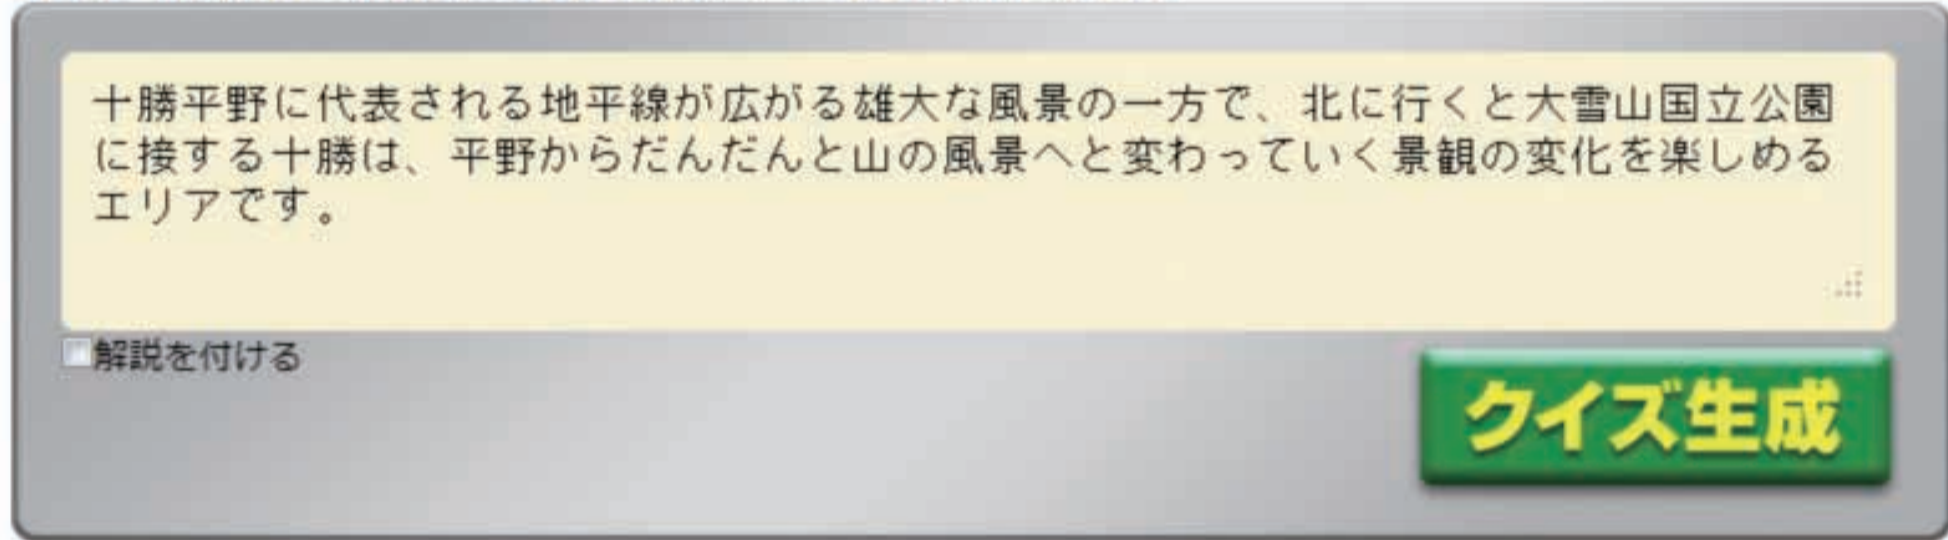 十勝平野に代表される地平線が広がる雄大な風景の一方で、北に行くと大雪山国立公園
に接する十勝は、平野からだんだんと山の風景へと変わっていく景観の変化を楽しめる
エリアです。
解説を付ける
クイズ生成